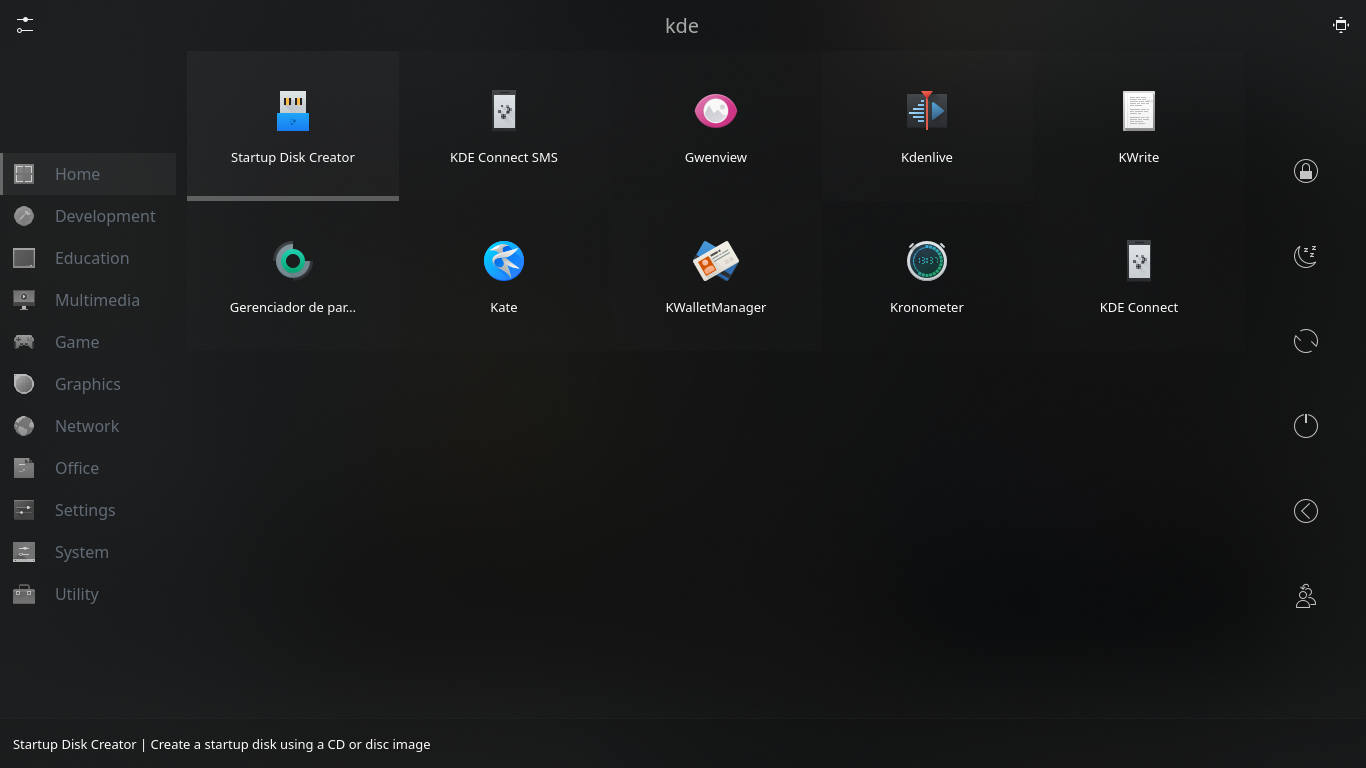 kde
Startup Disk Creator
KDE Connect SMS
Gwenview
Kdenlive
KWrite
Gerenciador de par...
Kate
KWalletManager
Kronometer
KDE Connect
Home
Development
Education
Multimedia
Game
Graphics
Network
Office
Settings
System
Utility
Startup Disk Creator | Create a startup disk using a CD or disc image